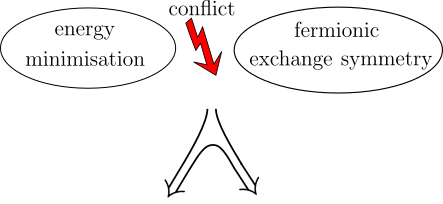 conflict
energy
minimisation
fermionic
exchange symmetry